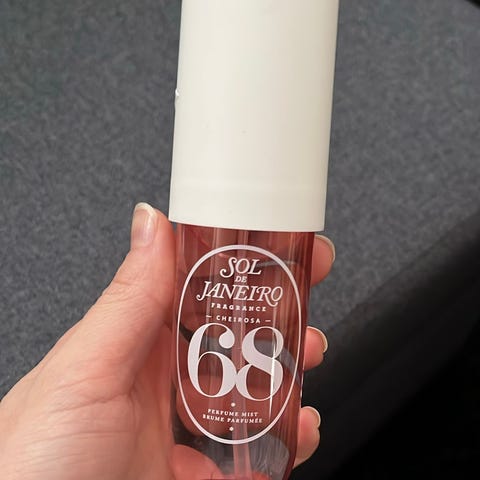 SOL
DE
JANEIRO
FRAGRANCE
— CHEIROSA —
68
PERFUME MIST
BRUME PARFUMÉE